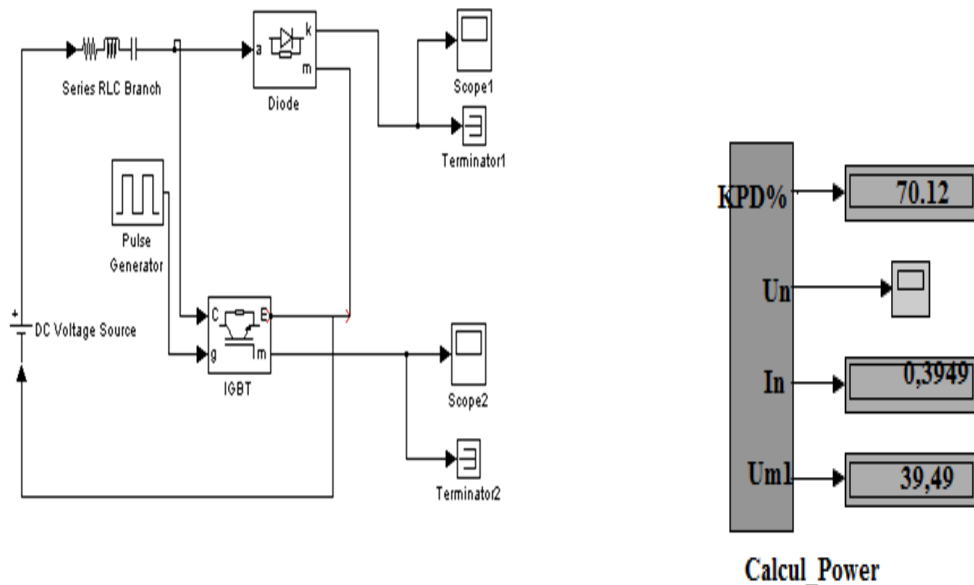 a
k
m
Diode
Series RLC Branch
Scope1
Terminator1
Pulse
Generator
+
DC Voltage Source
C
E
g
m
IGBT
Scope2
Terminator2
KPD%
70.12
Un
In
0,3949
Um1
39,49
Calcul_Power